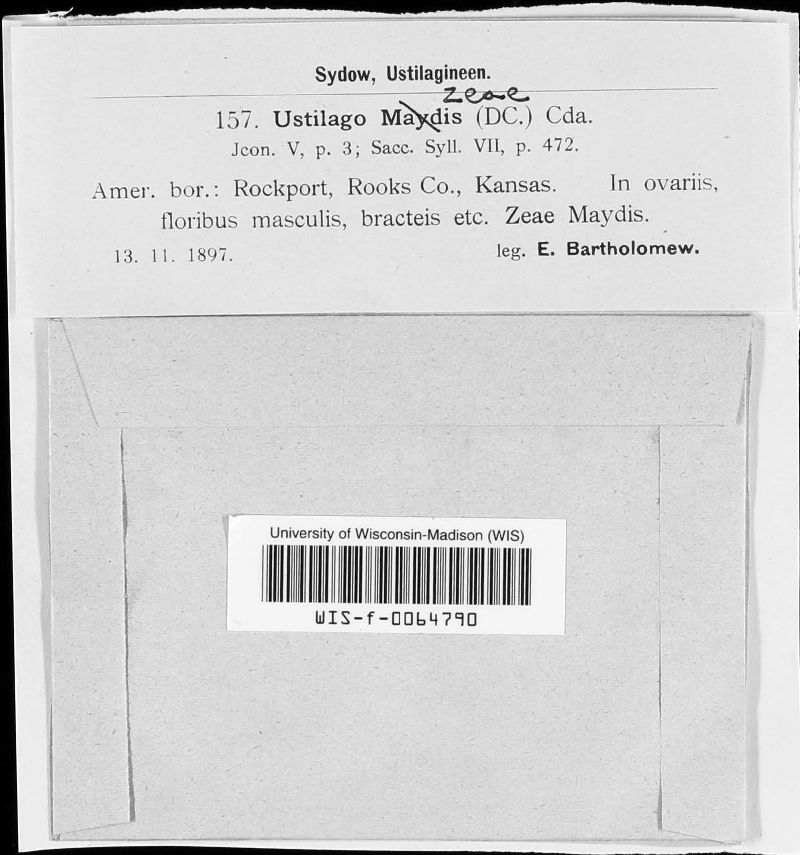 Sydow, Ustilagineen.
zeae
157. Ustilago Maydis (DC.) Cda.
Jcon. V, p. 3; Sacc. Syll. VII, p. 472.
Amer. bor.: Rockport, Rooks Co., Kansas. In ovariis,
floribus masculis, bracteis etc. Zeae Maydis.
13. 11. 1897. leg. E. Bartholomew.
University of Wisconsin-Madison (WIS)
WIS-f-0064790